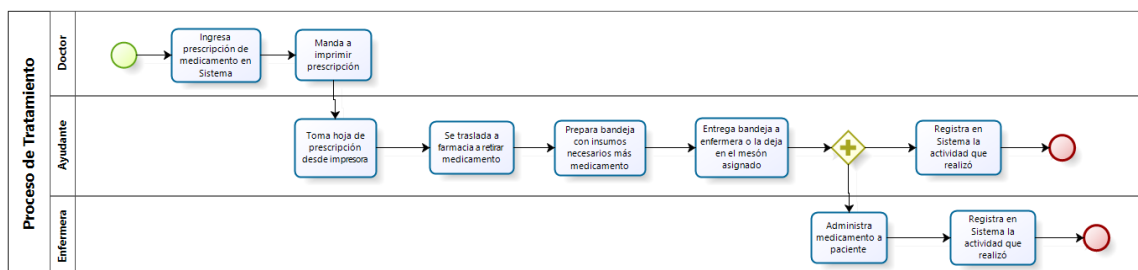 Proceso de Tratamiento
Doctor
Ingresa
prescripción de
medicamento en
Sistema
Manda a
imprimir
prescripción
Ayudante
Toma hoja de
prescripción
desde impresora
Se traslada a
farmacia a retirar
medicamento
Prepara bandeja
con insumos
necesarios más
medicamento
Entrega bandeja a
enfermera o la deja
en el mesón
asignado
Registra en
Sistema la
actividad que
realizó
Enfermera
Administra
medicamento a
paciente
Registra en
Sistema la
actividad que
realizó